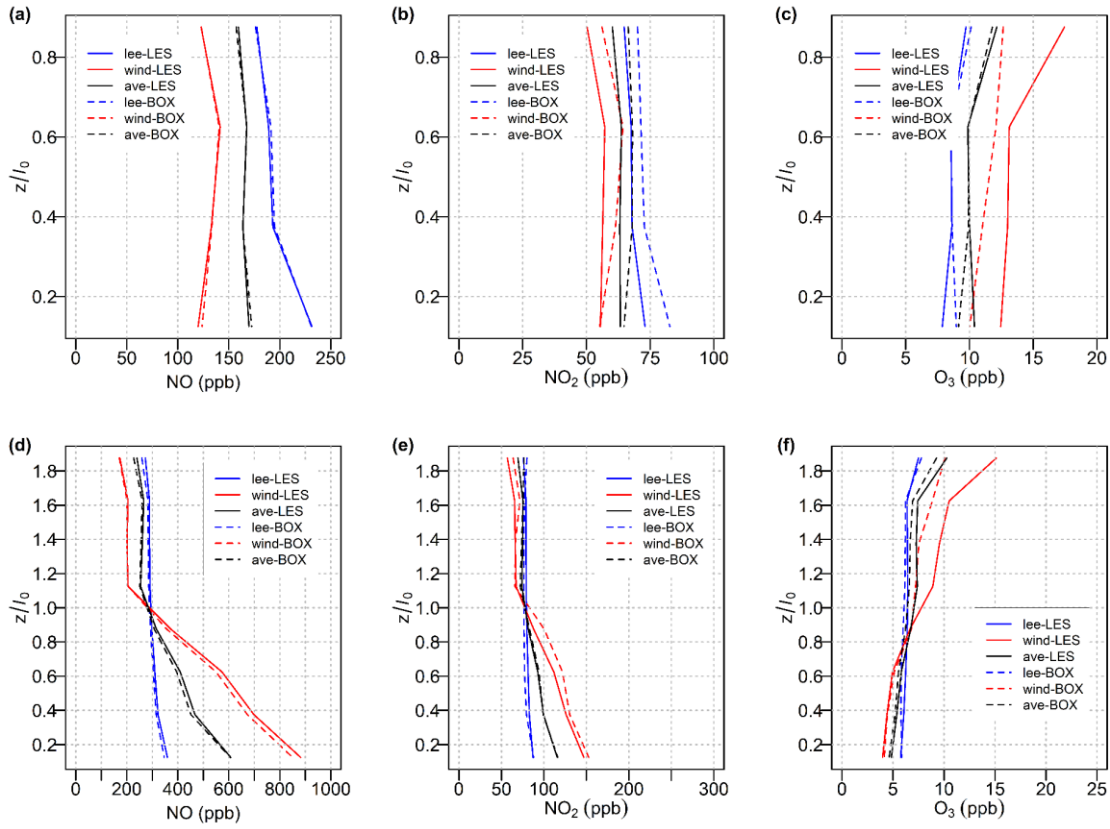 (a)
0.8
0.6
0.4
0.2
z/l₀
lee-LES
wind-LES
ave-LES
lee-BOX
wind-BOX
ave-BOX
0 50 100 150 200 250
NO (ppb)
(b)
0.8
0.6
0.4
0.2
z/l₀
lee-LES
wind-LES
ave-LES
lee-BOX
wind-BOX
ave-BOX
0 25 50 75 100
NO₂ (ppb)
(c)
0.8
0.6
0.4
0.2
z/l₀
lee-LES
wind-LES
ave-LES
lee-BOX
wind-BOX
ave-BOX
0 5 10 15 20
O₃ (ppb)
(d)
1.8
1.6
1.4
1.2
1.0
0.8
0.6
0.4
0.2
z/l₀
lee-LES
wind-LES
ave-LES
lee-BOX
wind-BOX
ave-BOX
0 200 400 600 800 1000
NO (ppb)
(e)
1.8
1.6
1.4
1.2
1.0
0.8
0.6
0.4
0.2
z/l₀
lee-LES
wind-LES
ave-LES
lee-BOX
wind-BOX
ave-BOX
0 50 100 200 300
NO₂ (ppb)
(f)
1.8
1.6
1.4
1.2
1.0
0.8
0.6
0.4
0.2
z/l₀
lee-LES
wind-LES
ave-LES
lee-BOX
wind-BOX
ave-BOX
0 5 10 15 20 25
O₃ (ppb)